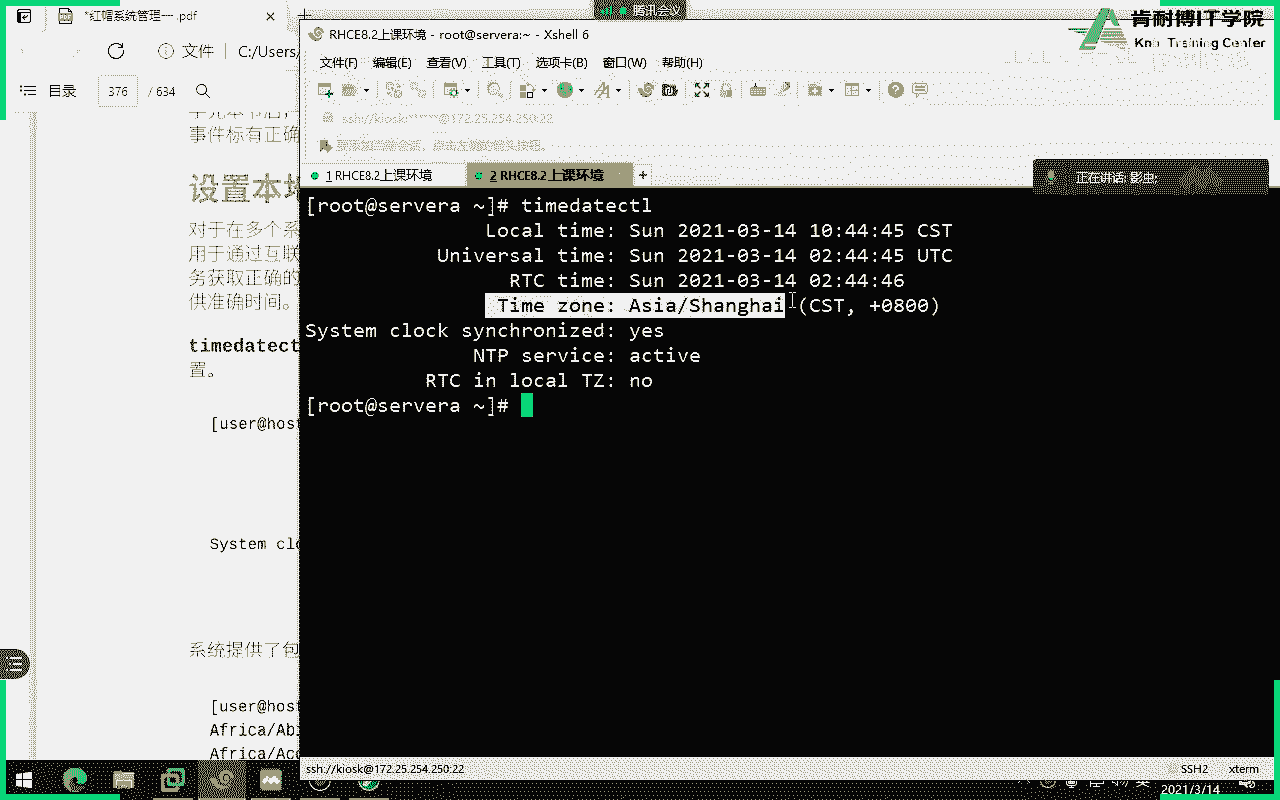 *红帽系统管理一.pdf
腾讯会议
肯耐博IT学院
Knb Training Center
文件 C:/Users/
目录 376 / 634
RHCE8.2上课环境 - root@servera:~ - Xshell 6
文件(F) 编辑(E) 查看(V) 工具(T) 选项卡(B) 窗口(W) 帮助(H)
ssh://kiosk:******@172.25.254.250:22
1 RHCE8.2上课环境
2 RHCE8.2上课环境
+
正在讲话: 影虫;
事件标有正确
设置本地
对于在多个系
用于通过互联
务获取正确的
供准确时间。
timedatect
置。
[user@host
System clo
系统提供了包
[user@host
Africa/Ab
Africa/Acc
[root@servera ~]# timedatectl
Local time: Sun 2021-03-14 10:44:45 CST
Universal time: Sun 2021-03-14 02:44:45 UTC
RTC time: Sun 2021-03-14 02:44:46
Time zone: Asia/Shanghai (CST, +0800)
System clock synchronized: yes
NTP service: active
RTC in local TZ: no
[root@servera ~]#
ssh://kiosk@172.25.254.250:22
SSH2 xterm
2021/3/14